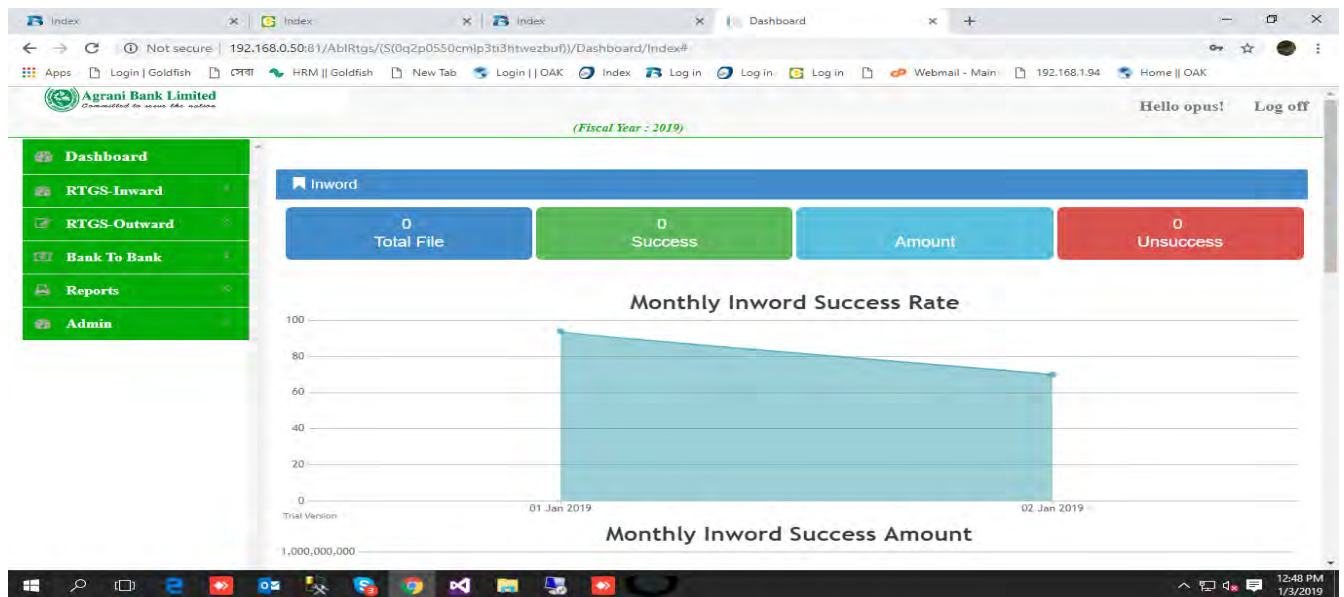 Index
Index
Index
Dashboard
Not secure | 192.168.0.50:81/AblRtgs/(S(0q2p0550cmlp3ti3htwezbuf))/Dashboard/Index#
Apps Login | Goldfish সেবা HRM || Goldfish New Tab Login || OAK Index Log in Log in Log in Webmail - Main 192.168.1.94 Home || OAK
Agrani Bank Limited
Committed to serve the nation
Hello opus! Log off
(Fiscal Year : 2019)
Dashboard
RTGS-Inward
RTGS-Outward
Bank To Bank
Reports
Admin
Inword
0
Total File
0
Success
Amount
0
Unsuccess
Monthly Inword Success Rate
100
80
60
40
20
0
01 Jan 2019
02 Jan 2019
Trial Version
Monthly Inword Success Amount
1,000,000,000
12:48 PM
1/3/2019